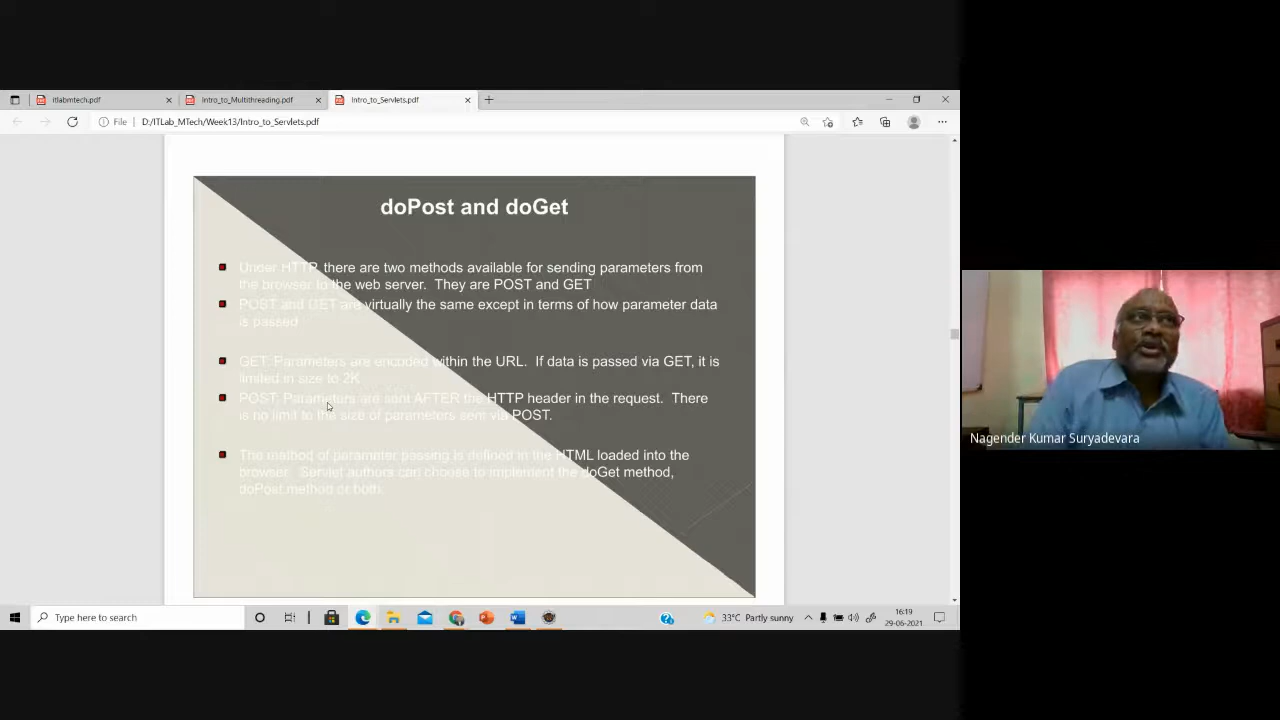 itlabmtech.pdf
Intro_to_Multithreading.pdf
Intro_to_Servlets.pdf
File
D:/ITLab_MTech/Week13/Intro_to_Servlets.pdf
doPost and doGet
Under HTTP, there are two methods available for sending parameters from
the browser to the web server. They are POST and GET
POST and GET are virtually the same except in terms of how parameter data
is passed
GET: Parameters are encoded within the URL. If data is passed via GET, it is
limited in size to 2K
POST: Parameters are sent AFTER the HTTP header in the request. There
is no limit to the size of parameters sent via POST.
The method of parameter passing is defined in the HTML loaded into the
browser. Servlet authors can choose to implement the doGet method,
doPost method or both.
Nagender Kumar Suryadevara
Type here to search
33°C Partly sunny
16:19
29-06-2021